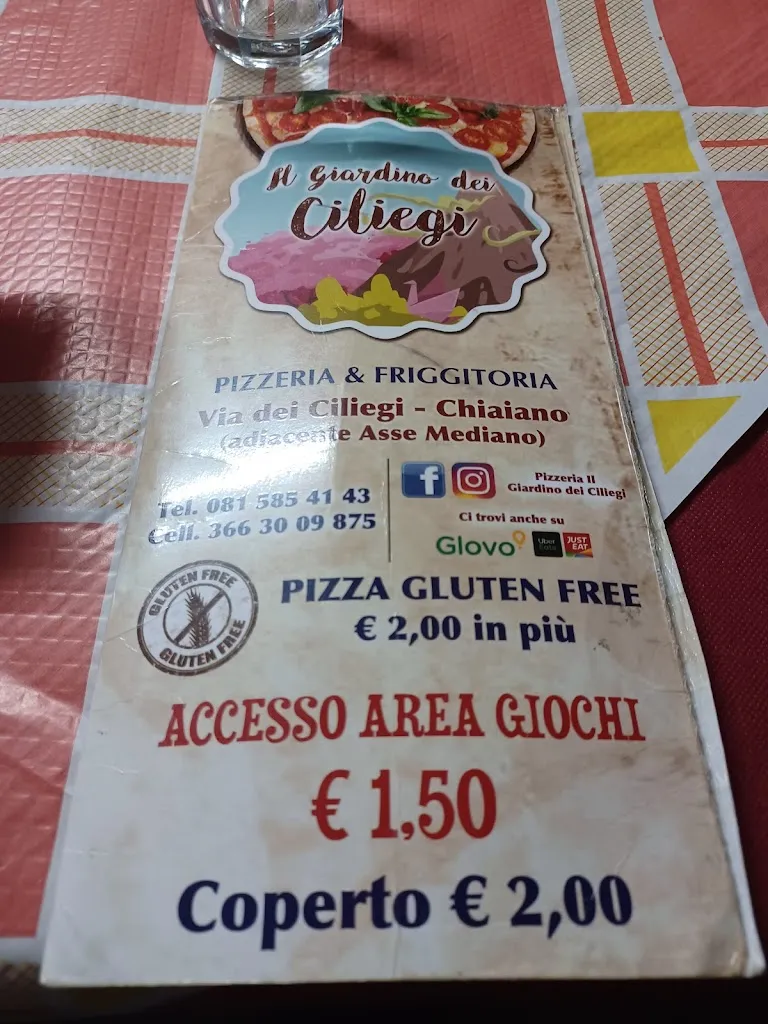 Il Giardino dei
Ciliegi
PIZZERIA & FRIGGITORIA
Via dei Ciliegi - Chiaiano
(adiacente Asse Mediano)
Tel. 081 585 41 43
Cell. 366 30 09 875
Pizzeria Il
Giardino dei Ciliegi
Ci trovi anche su
Glovo
Uber
Eats
JUST
EAT
GLUTEN FREE
GLUTEN FREE
PIZZA GLUTEN FREE
€ 2,00 in più
ACCESSO AREA GIOCHI
€ 1,50
Coperto € 2,00